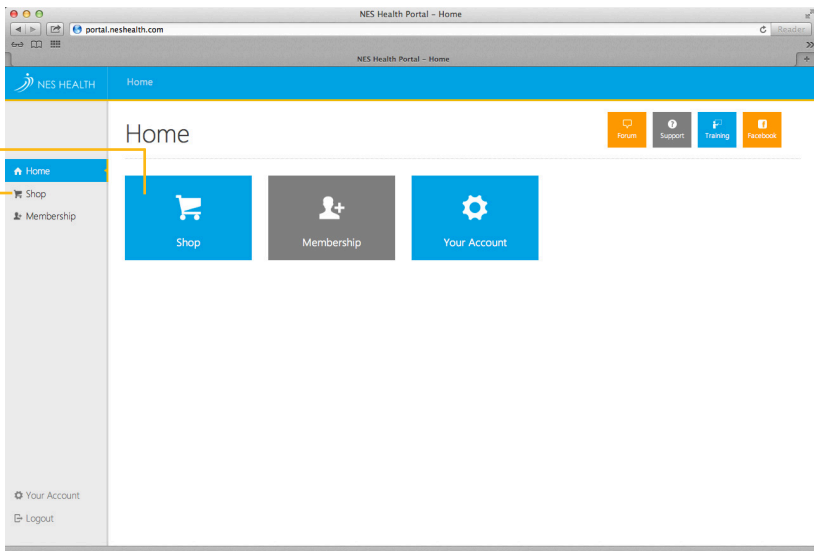 NES Health Portal – Home
portal.neshealth.com
Reader
NES Health Portal – Home
NES HEALTH
Home
Home
Forum
Support
Training
Facebook
Home
Shop
Membership
Shop
Membership
Your Account
Your Account
Logout